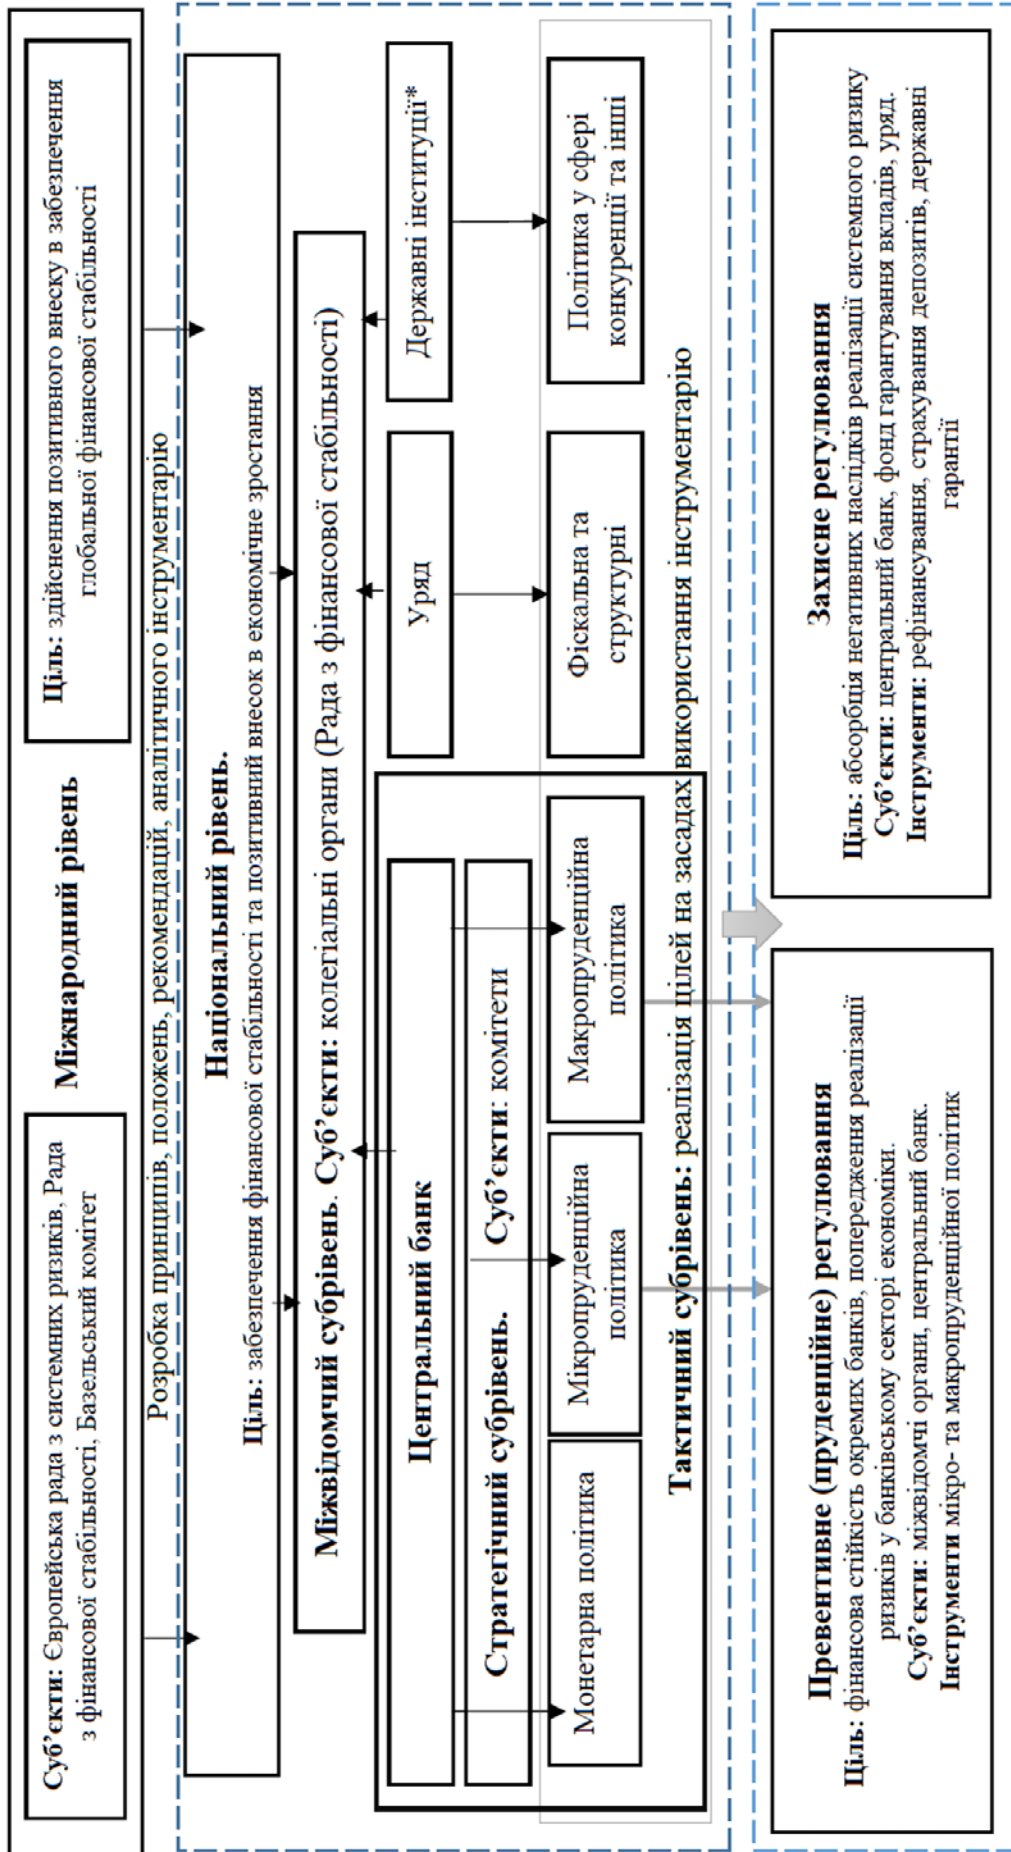 Міжнародний рівень
Суб’єкти: Європейська рада з системних ризиків, Рада
з фінансової стабільності, Базельський комітет
Ціль: здійснення позитивного внеску в забезпечення
глобальної фінансової стабільності
Розробка принципів, положень, рекомендацій, аналітичного інструментарію
Національний рівень.
Ціль: забезпечення фінансової стабільності та позитивний внесок в економічне зростання
Міжвідомчий субрівень. Суб’єкти: колегіальні органи (Рада з фінансової стабільності)
Центральний банк
Уряд
Державні інституції*
Стратегічний субрівень. Суб’єкти: комітети
Монетарна політика
Мікропруденційна
політика
Макропруденційна
політика
Фіскальна та
структурні
Політика у сфері
конкуренції та інші
Тактичний субрівень: реалізація цілей на засадах використання інструментарію
Превентивне (пруденційне) регулювання
Ціль: фінансова стійкість окремих банків, попередження реалізації
ризиків у банківському секторі економіки.
Суб’єкти: міжвідомчі органи, центральний банк.
Інструменти мікро- та макропруденційної політик
Захисне регулювання
Ціль: абсорбція негативних наслідків реалізації системного ризику
Суб’єкти: центральний банк, фонд гарантування вкладів, уряд.
Інструменти: рефінансування, страхування депозитів, державні
гарантії